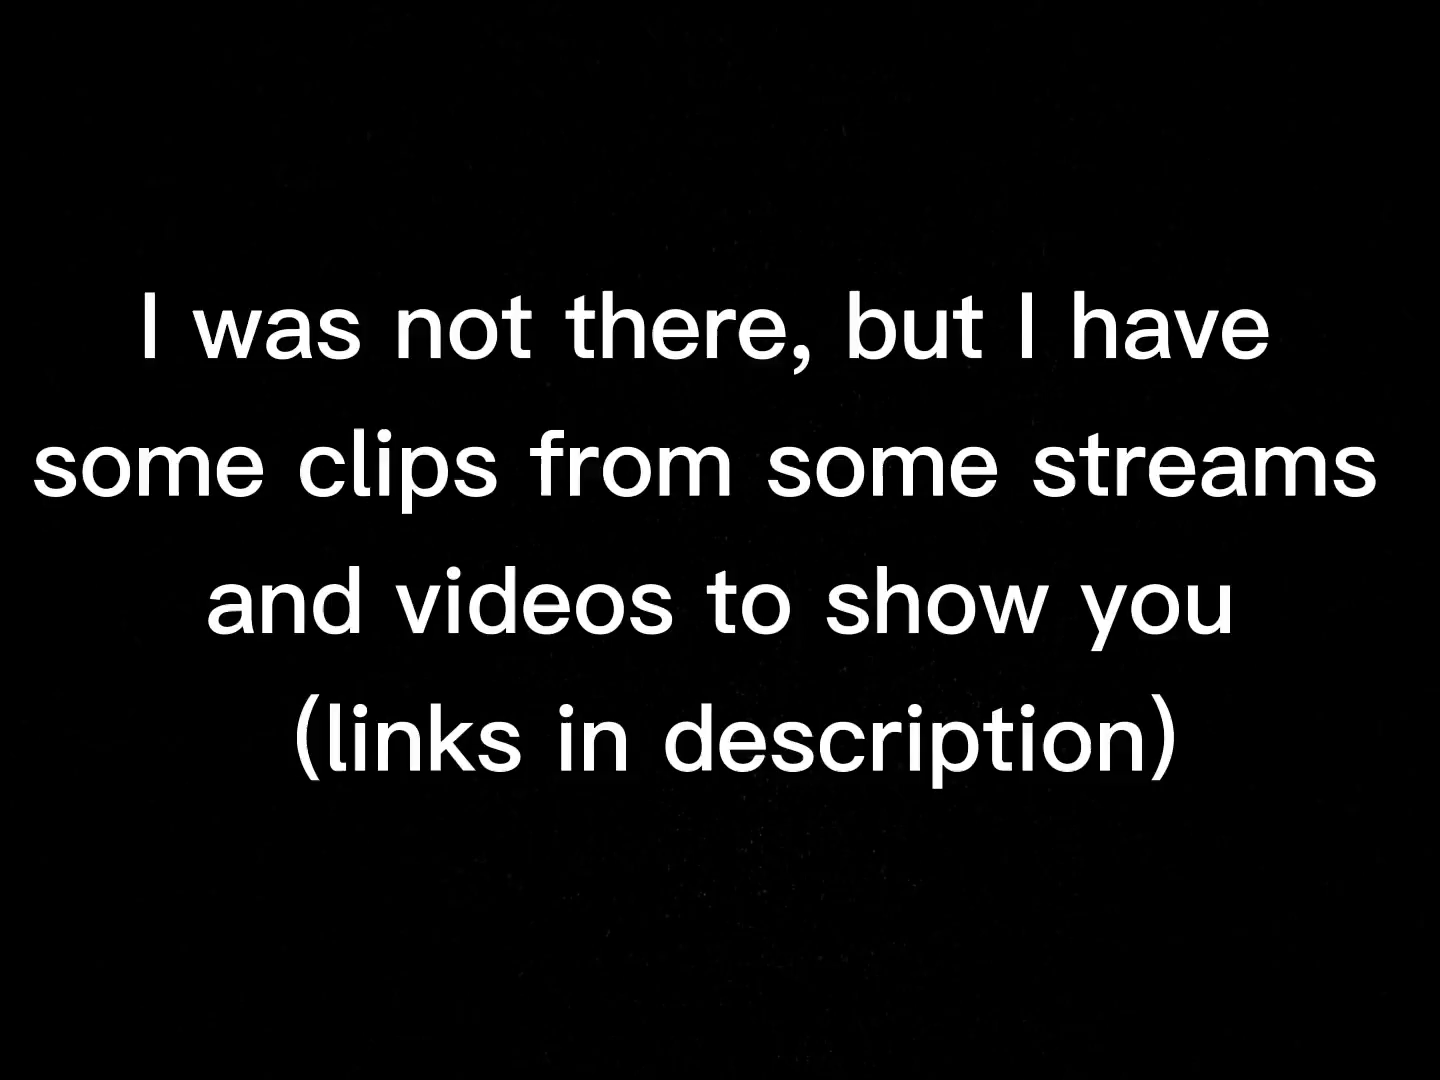 I was not there, but I have
some clips from some streams
and videos to show you
(links in description)